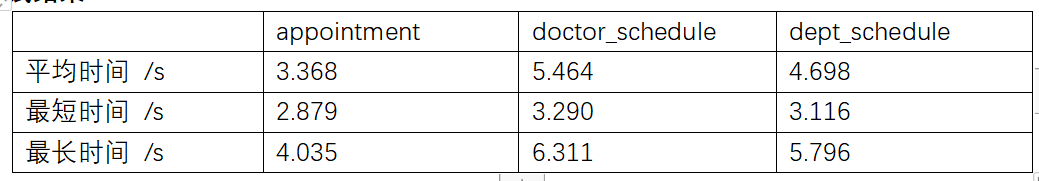 appointment doctor_schedule dept_schedule
平均时间 /s 3.368 5.464 4.698
最短时间 /s 2.879 3.290 3.116
最长时间 /s 4.035 6.311 5.796